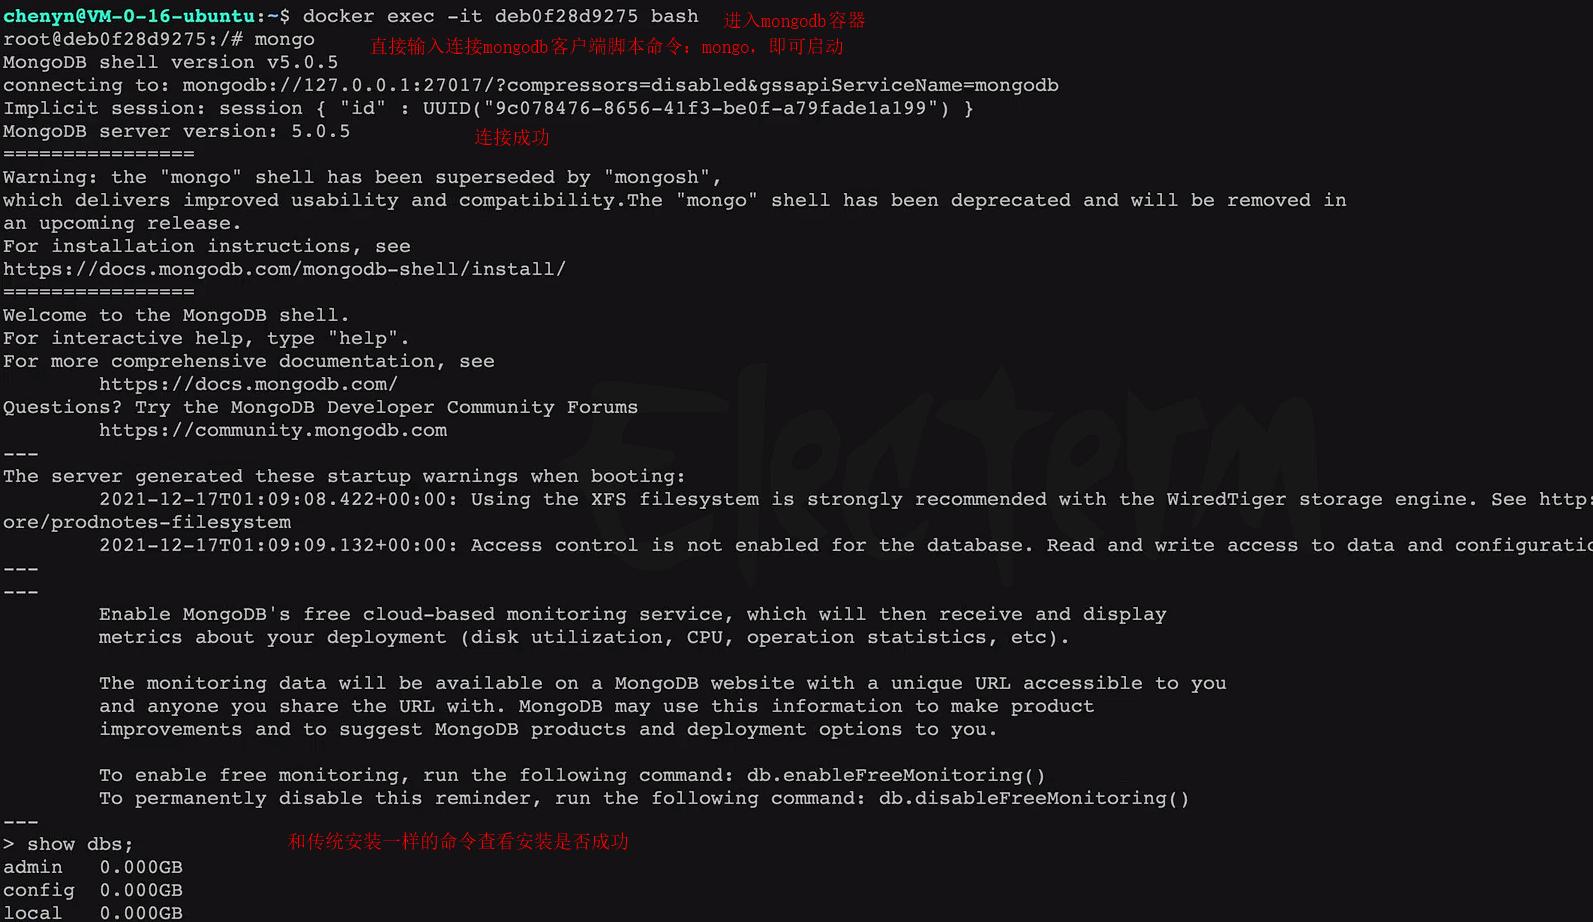 chenyn@VM-0-16-ubuntu:~$ docker exec -it deb0f28d9275 bash 进入mongodb容器
root@deb0f28d9275:/# mongo
直接输入连接mongodb客户端脚本命令：mongo，即可启动
MongoDB shell version v5.0.5
connecting to: mongodb://127.0.0.1:27017/?compressors=disabled&gssapiServiceName=mongodb
Implicit session: session { "id" : UUID("9c078476-8656-41f3-be0f-a79fade1a199") }
MongoDB server version: 5.0.5 连接成功
================
Warning: the "mongo" shell has been superseded by "mongosh",
which delivers improved usability and compatibility.The "mongo" shell has been deprecated and will be removed in
an upcoming release.
For installation instructions, see
https://docs.mongodb.com/mongodb-shell/install/
================
Welcome to the MongoDB shell.
For interactive help, type "help".
For more comprehensive documentation, see
https://docs.mongodb.com/
Questions? Try the MongoDB Developer Community Forums
https://community.mongodb.com
---
The server generated these startup warnings when booting:
2021-12-17T01:09:08.422+00:00: Using the XFS filesystem is strongly recommended with the WiredTiger storage engine. See http:
ore/prodnotes-filesystem
2021-12-17T01:09:09.132+00:00: Access control is not enabled for the database. Read and write access to data and configuratio
---
---
Enable MongoDB's free cloud-based monitoring service, which will then receive and display
metrics about your deployment (disk utilization, CPU, operation statistics, etc).
The monitoring data will be available on a MongoDB website with a unique URL accessible to you
and anyone you share the URL with. MongoDB may use this information to make product
improvements and to suggest MongoDB products and deployment options to you.
To enable free monitoring, run the following command: db.enableFreeMonitoring()
To permanently disable this reminder, run the following command: db.disableFreeMonitoring()
---
> show dbs; 和传统安装一样的命令查看安装是否成功
admin 0.000GB
config 0.000GB
local 0.000GB
Electerm